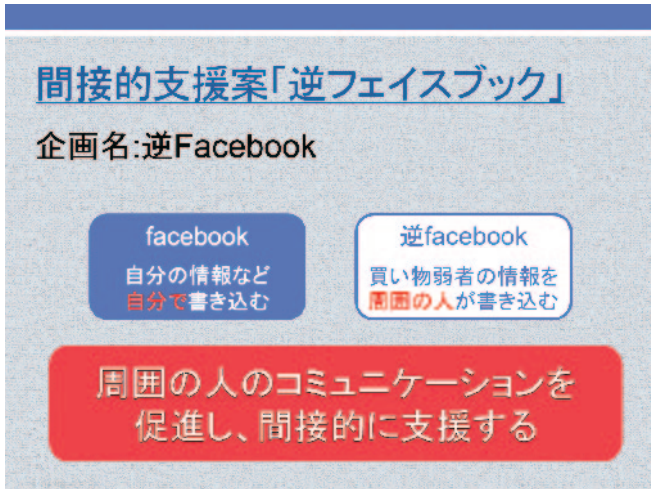 間接的支援案「逆フェイスブック」
企画名:逆Facebook
facebook
自分の情報など
自分で書き込む
逆facebook
買い物弱者の情報を
周囲の人が書き込む
周囲の人のコミュニケーションを
促進し、間接的に支援する